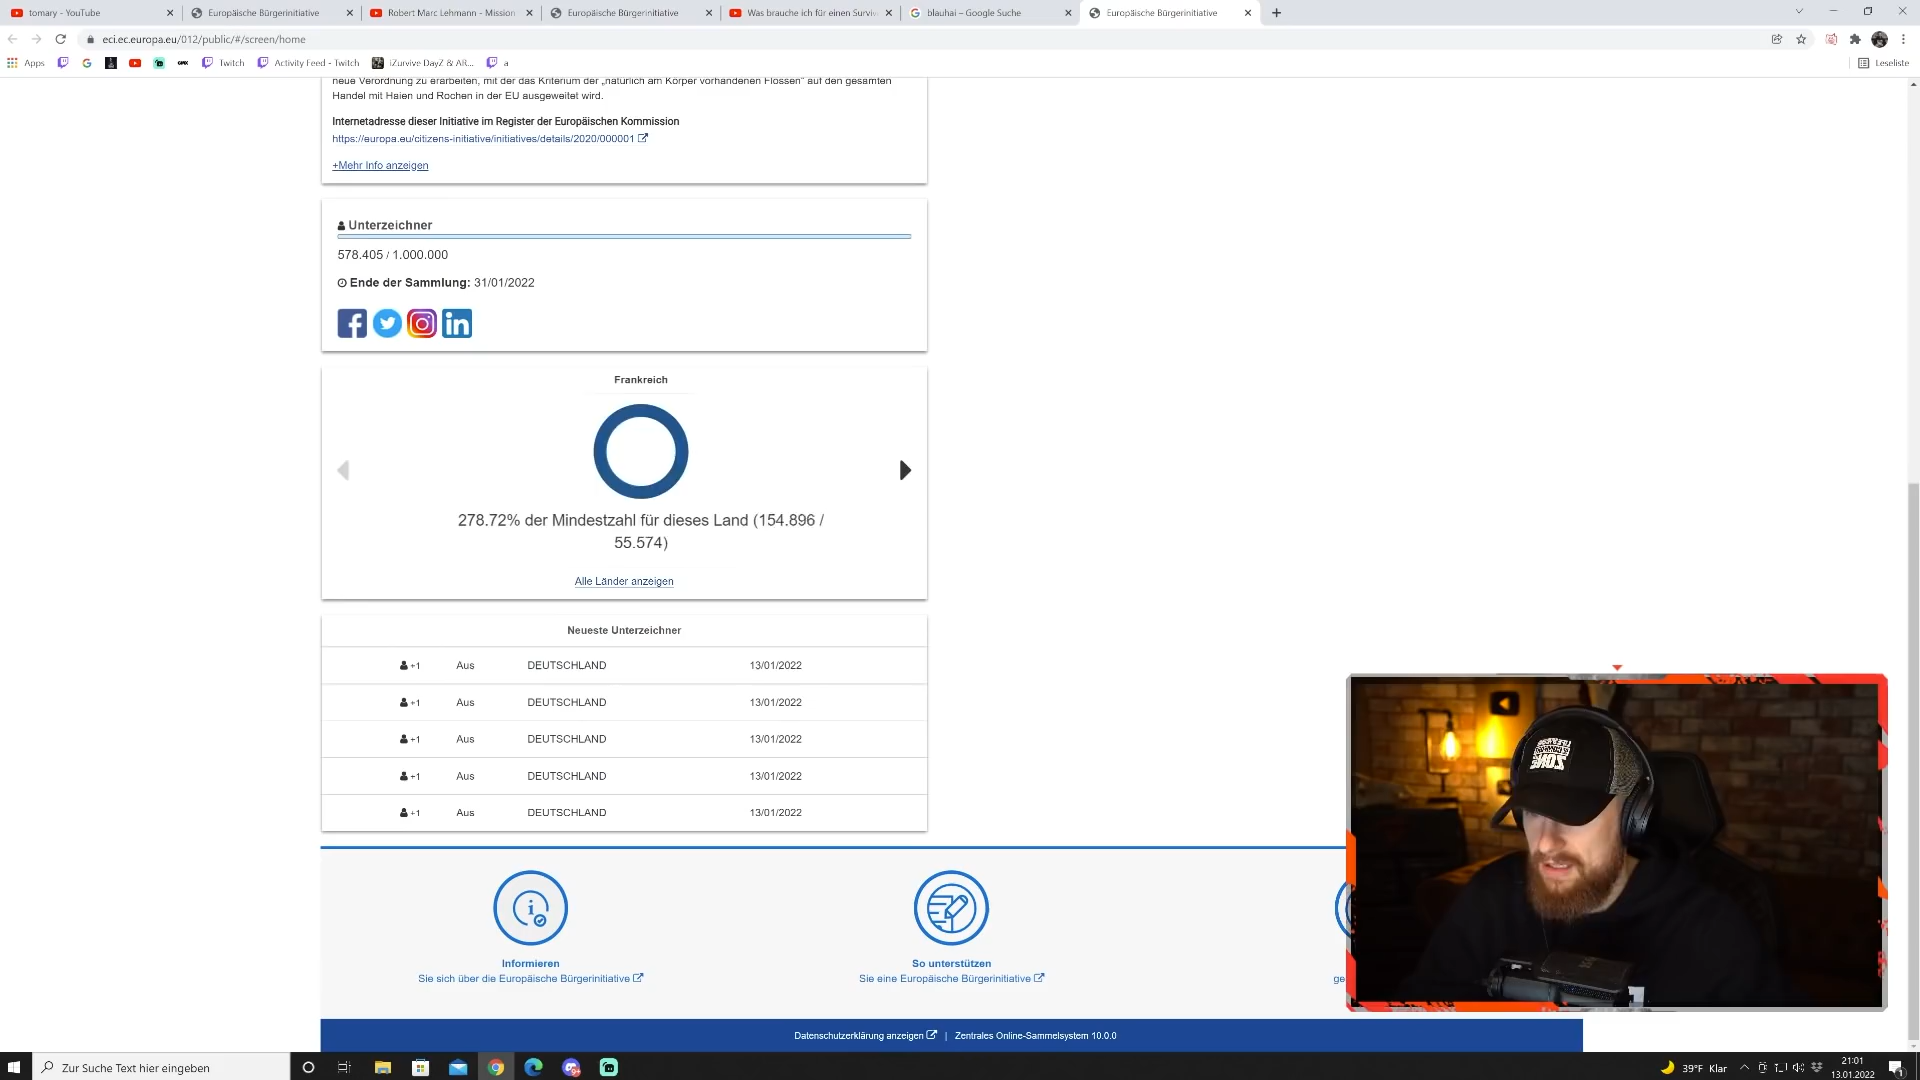 tomary - YouTube
Europäische Bürgerinitiative
Robert Marc Lehmann - Mission
Europäische Bürgerinitiative
Was brauche ich für einen Surviv
blauhai – Google Suche
Europäische Bürgerinitiative
eci.ec.europa.eu/012/public/#/screen/home
Apps
Twitch
Activity Feed - Twitch
iZurvive DayZ & AR...
a
Leseliste
neue Verordnung zu erarbeiten, mit der das Kriterium der „natürlich am Körper vorhandenen Flossen“ auf den gesamten
Handel mit Haien und Rochen in der EU ausgeweitet wird.
Internetadresse dieser Initiative im Register der Europäischen Kommission
https://europa.eu/citizens-initiative/initiatives/details/2020/000001
+Mehr Info anzeigen
Unterzeichner
578.405 / 1.000.000
Ende der Sammlung: 31/01/2022
Frankreich
278.72% der Mindestzahl für dieses Land (154.896 /
55.574)
Alle Länder anzeigen
Neueste Unterzeichner
+1 Aus DEUTSCHLAND 13/01/2022
+1 Aus DEUTSCHLAND 13/01/2022
+1 Aus DEUTSCHLAND 13/01/2022
+1 Aus DEUTSCHLAND 13/01/2022
+1 Aus DEUTSCHLAND 13/01/2022
Informieren
Sie sich über die Europäische Bürgerinitiative
So unterstützen
Sie eine Europäische Bürgerinitiative
ge
ZONE
Datenschutzerklärung anzeigen | Zentrales Online-Sammelsystem 10.0.0
Zur Suche Text hier eingeben
39°F Klar
21:01
13.01.2022